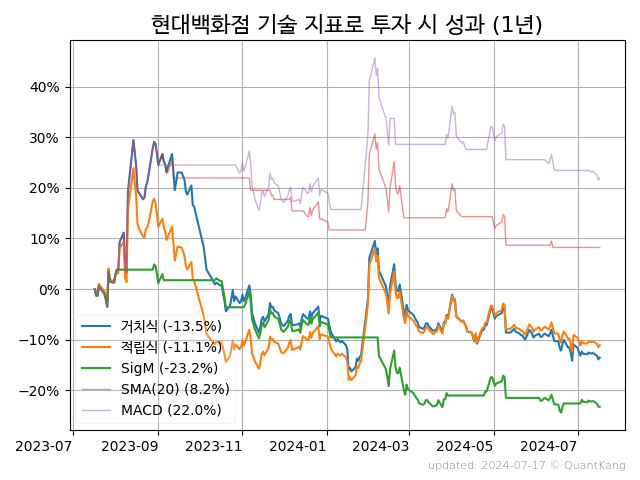 현대백화점 기술 지표로 투자 시 성과 (1년)
40%
30%
20%
10%
0%
−10%
−20%
거치식 (-13.5%)
적립식 (-11.1%)
SigM (-23.2%)
SMA(20) (8.2%)
MACD (22.0%)
2023-07 2023-09 2023-11 2024-01 2024-03 2024-05 2024-07
updated: 2024-07-17 © QuantKang